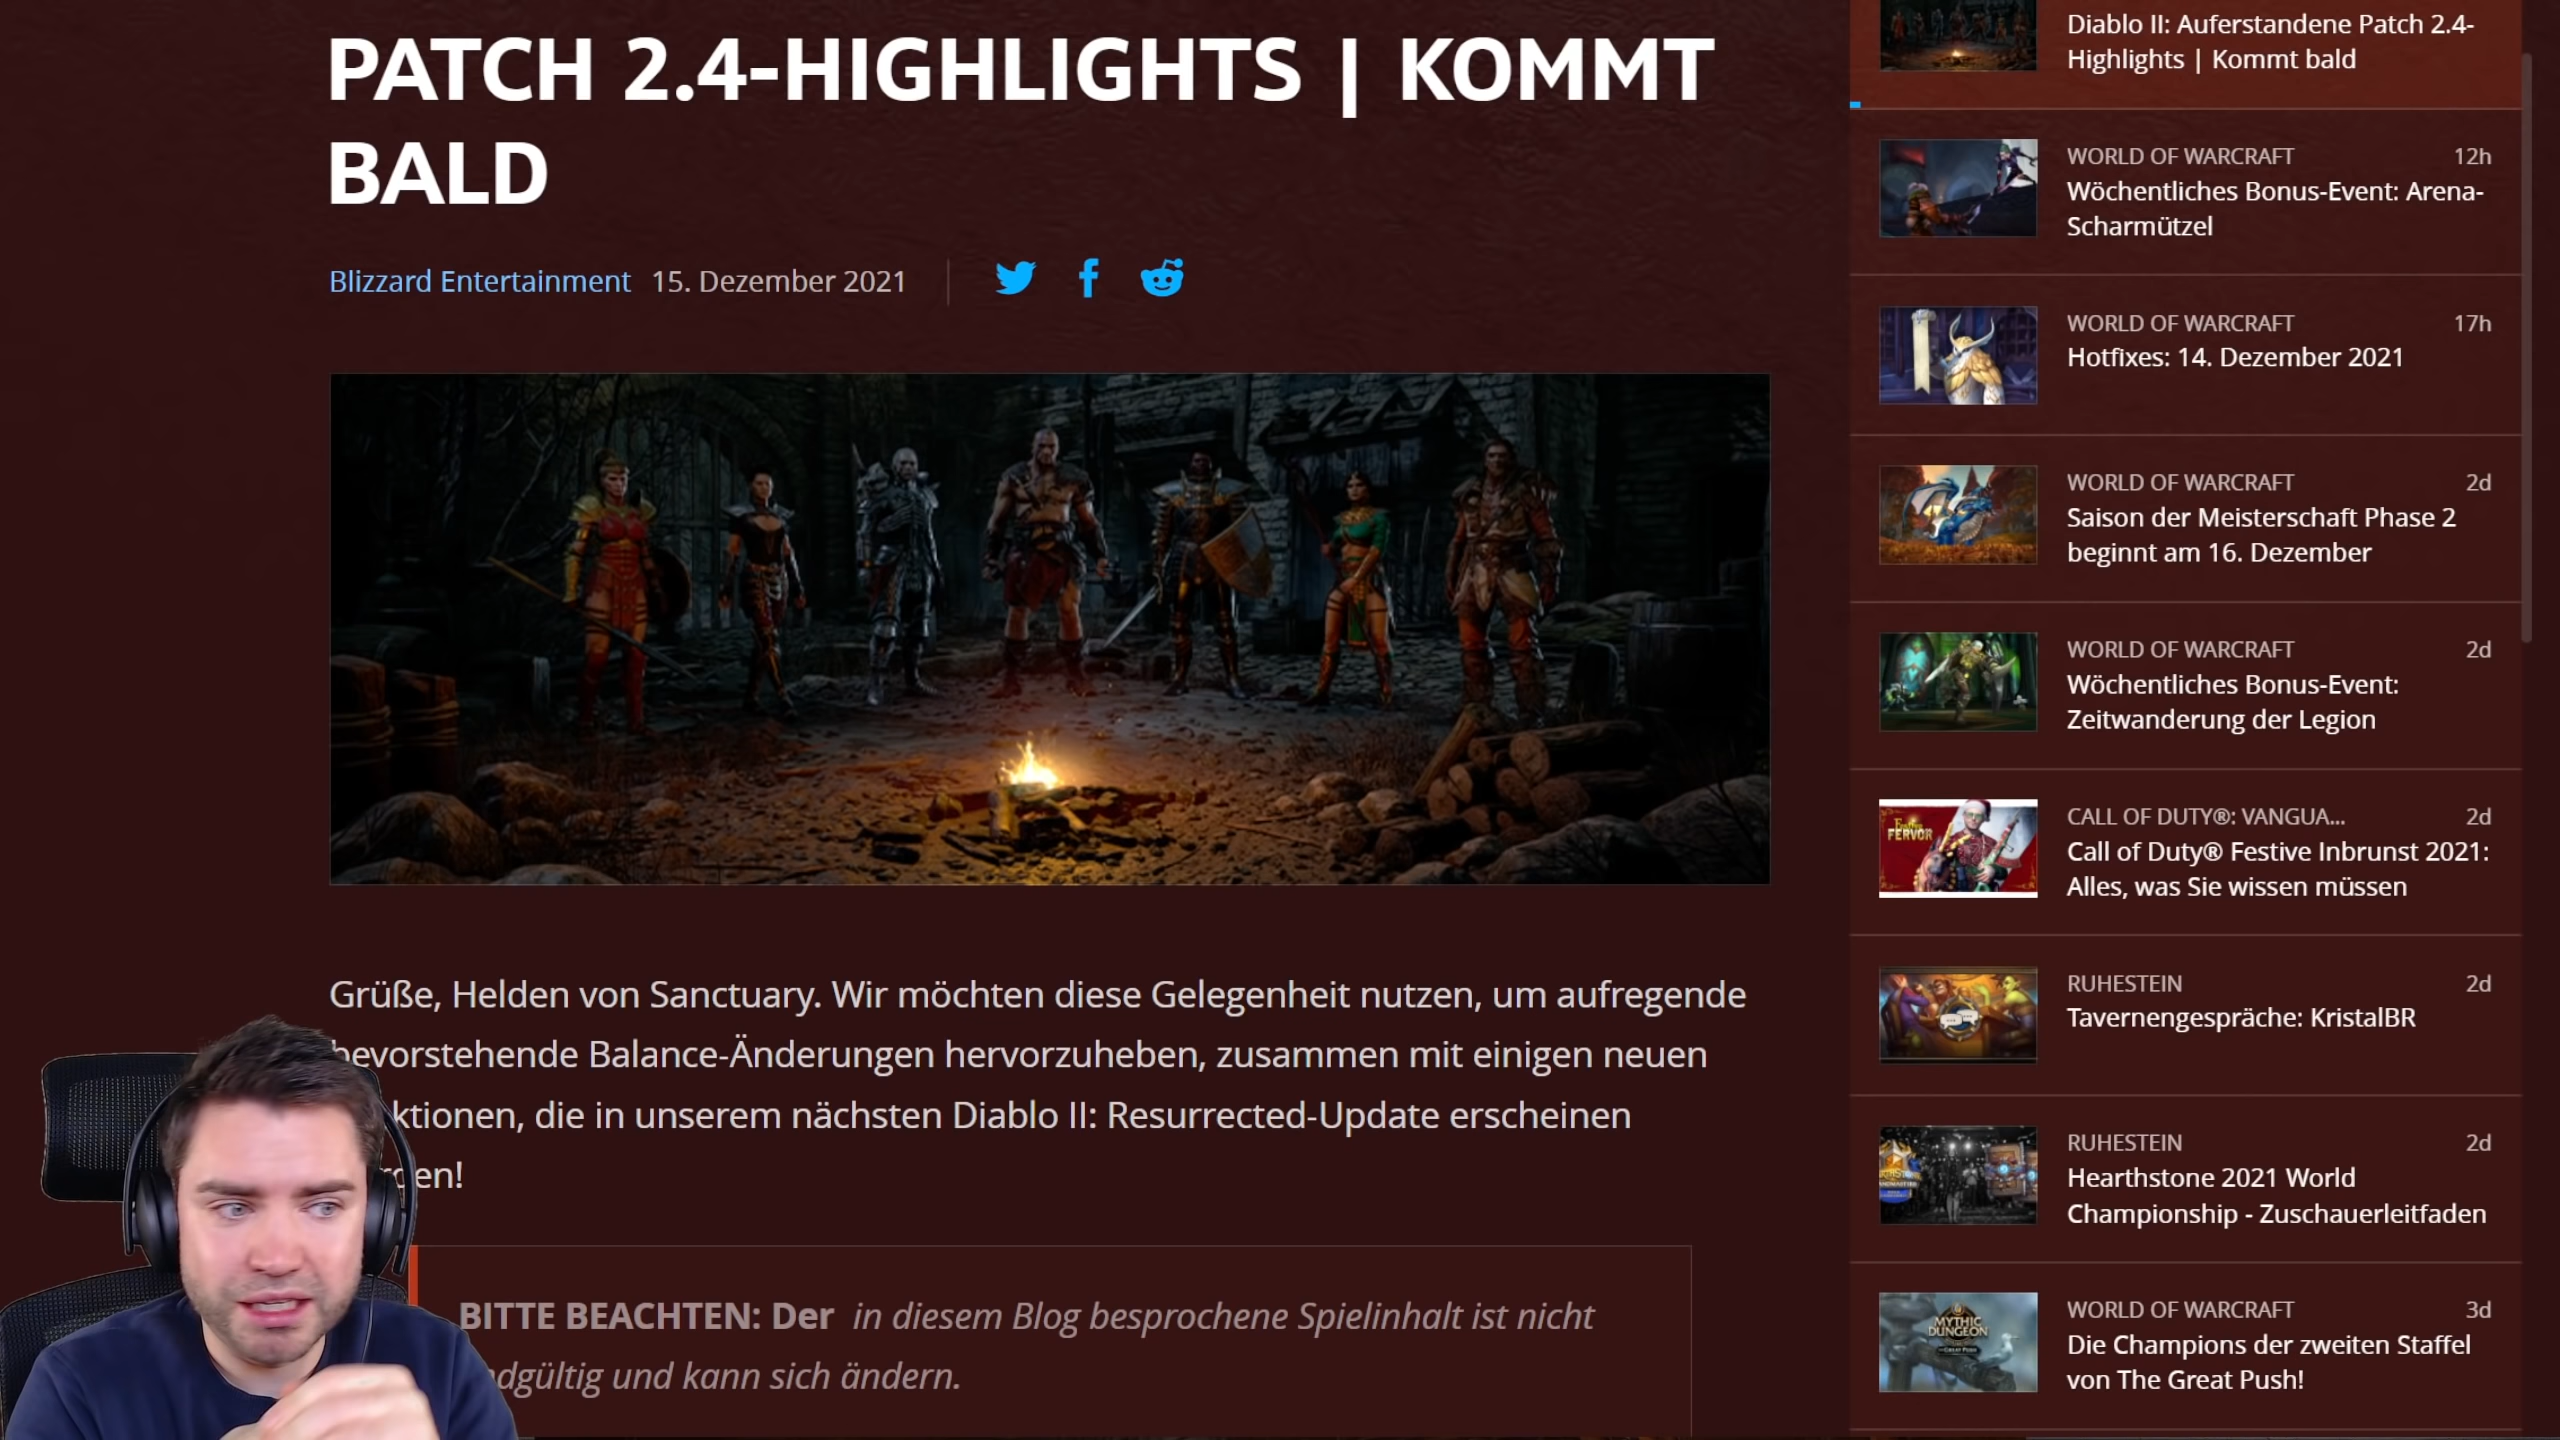 PATCH 2.4-HIGHLIGHTS | KOMMT
BALD
Blizzard Entertainment 15. Dezember 2021
Grüße, Helden von Sanctuary. Wir möchten diese Gelegenheit nutzen, um aufregende
bevorstehende Balance-Änderungen hervorzuheben, zusammen mit einigen neuen
ktionen, die in unserem nächsten Diablo II: Resurrected-Update erscheinen
rden!
BITTE BEACHTEN: Der in diesem Blog besprochene Spielinhalt ist nicht
ndgültig und kann sich ändern.
Diablo II: Auferstandene Patch 2.4-
Highlights | Kommt bald
WORLD OF WARCRAFT 12h
Wöchentliches Bonus-Event: Arena-
Scharmützel
WORLD OF WARCRAFT 17h
Hotfixes: 14. Dezember 2021
WORLD OF WARCRAFT 2d
Saison der Meisterschaft Phase 2
beginnt am 16. Dezember
WORLD OF WARCRAFT 2d
Wöchentliches Bonus-Event:
Zeitwanderung der Legion
FERVOR
CALL OF DUTY®: VANGUA... 2d
Call of Duty® Festive Inbrunst 2021:
Alles, was Sie wissen müssen
RUHESTEIN 2d
Tavernengespräche: KristalBR
RUHESTEIN 2d
Hearthstone 2021 World
Championship - Zuschauerleitfaden
MYTHIC
DUNGEON
WORLD OF WARCRAFT 3d
Die Champions der zweiten Staffel
von The Great Push!